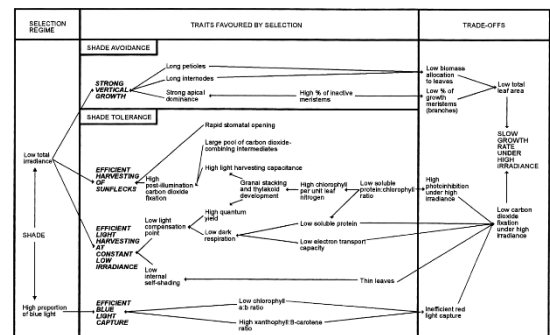 SELECTION
REGIME
TRAITS FAVOURED BY SELECTION
TRADE-OFFS
SHADE AVOIDANCE
Long petioles
Long internodes
STRONG
VERTICAL
GROWTH
Strong apical
dominance
High % of inactive
meristems
Low biomass
allocation
to leaves
Low % of
growth
meristems
(branches)
Low total
leaf area
SHADE TOLERANCE
Rapid stomatal opening
Large pool of carbon dioxide-
combining intermediates
Low total
irradiance
EFFICIENT
HARVESTING
OF
SUNFLECKS
High
post-illumination
carbon dioxide
fixation
High light harvesting capacitance
Granal stacking
and thylakoid
development
High chlorophyll
per unit leaf
nitrogen
Low soluble
protein:chlorophyll
ratio
High
photoinhibition
under high
irradiance
SLOW
GROWTH
RATE
UNDER
HIGH
IRRADIANCE
High quantum
yield
EFFICIENT
LIGHT
HARVESTING
AT
CONSTANT
LOW
IRRADIANCE
Low light
compensation
point
Low dark
respiration
Low soluble protein
Low electron transport
capacity
Low carbon
dioxide
fixation
under high
irradiance
SHADE
Low
internal
self-shading
Thin leaves
High proportion
of blue light
EFFICIENT
BLUE
LIGHT
CAPTURE
Low chlorophyll
a:b ratio
High xanthophyll:B-carotene
ratio
Inefficient red
light capture